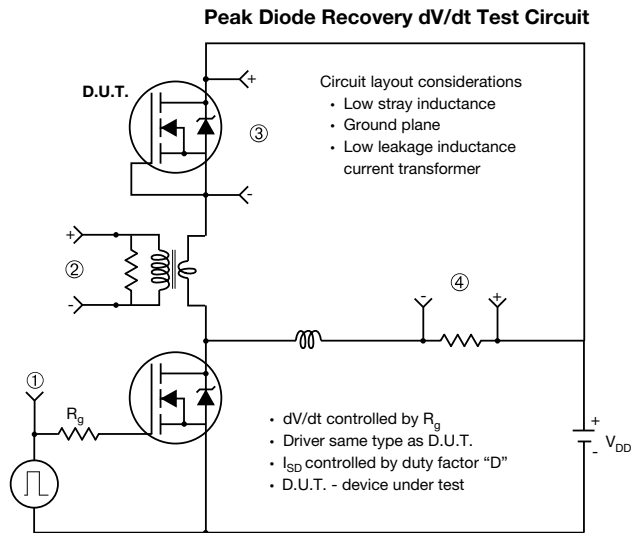 Peak Diode Recovery dV/dt Test Circuit
D.U.T.
+
③
-
Circuit layout considerations
• Low stray inductance
• Ground plane
• Low leakage inductance
current transformer
+
②
-
-
④
+
①
Rg
• dV/dt controlled by Rg
• Driver same type as D.U.T.
• ISD controlled by duty factor “D”
• D.U.T. - device under test
+
-
VDD